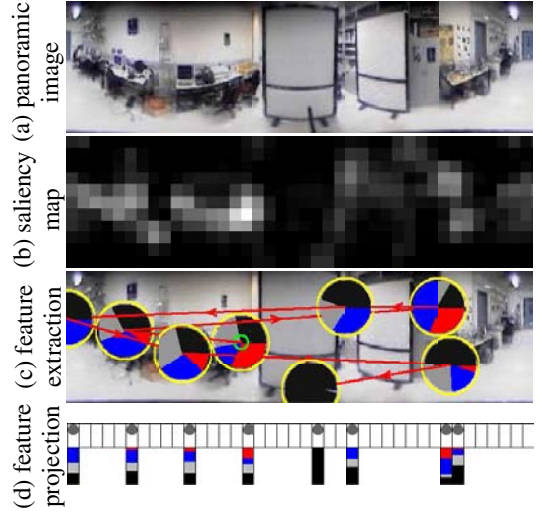 (a) panoramic
image
(b) saliency
map
(c) feature
extraction
(d) feature
projection